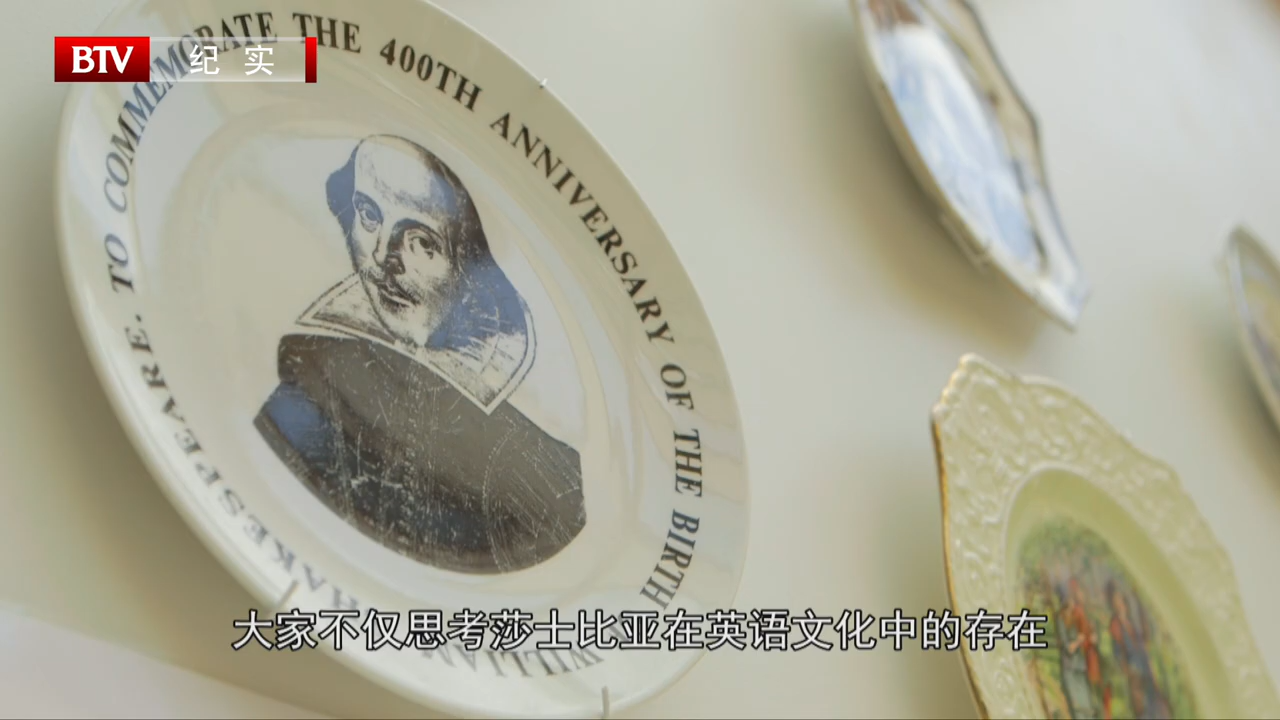 BTV 纪实
TO COMMEMORATE THE 400TH ANNIVERSARY OF THE BIRTH
WILLIAM SHAKESPEARE.
大家不仅思考莎士比亚在英语文化中的存在